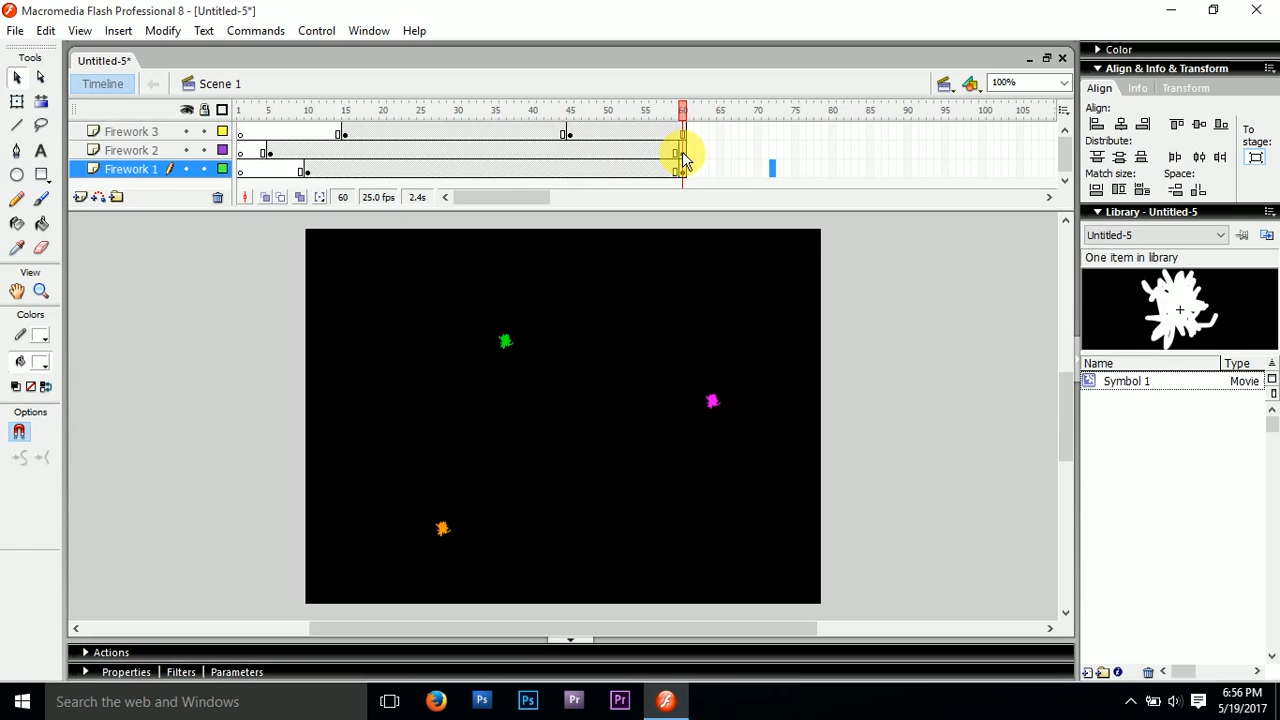 Macromedia Flash Professional 8 - [Untitled-5*]
File Edit View Insert Modify Text Commands Control Window Help
Tools
Untitled-5*
Timeline
Scene 1
100%
1 5 10 15 20 25 30 35 40 45 50 55 60 65 70 75 80 85 90 95 100 105
Firework 3
Firework 2
Firework 1
60 25.0 fps 2.4s
View
Colors
Options
Color
Align & Info & Transform
Align Info Transform
Align:
To stage:
Distribute:
Match size: Space:
Library - Untitled-5
Untitled-5
One item in library
Name Type
Symbol 1 Movie
Actions
Properties Filters Parameters
Search the web and Windows
Ps Ps Pr Pr
6:56 PM
5/19/2017